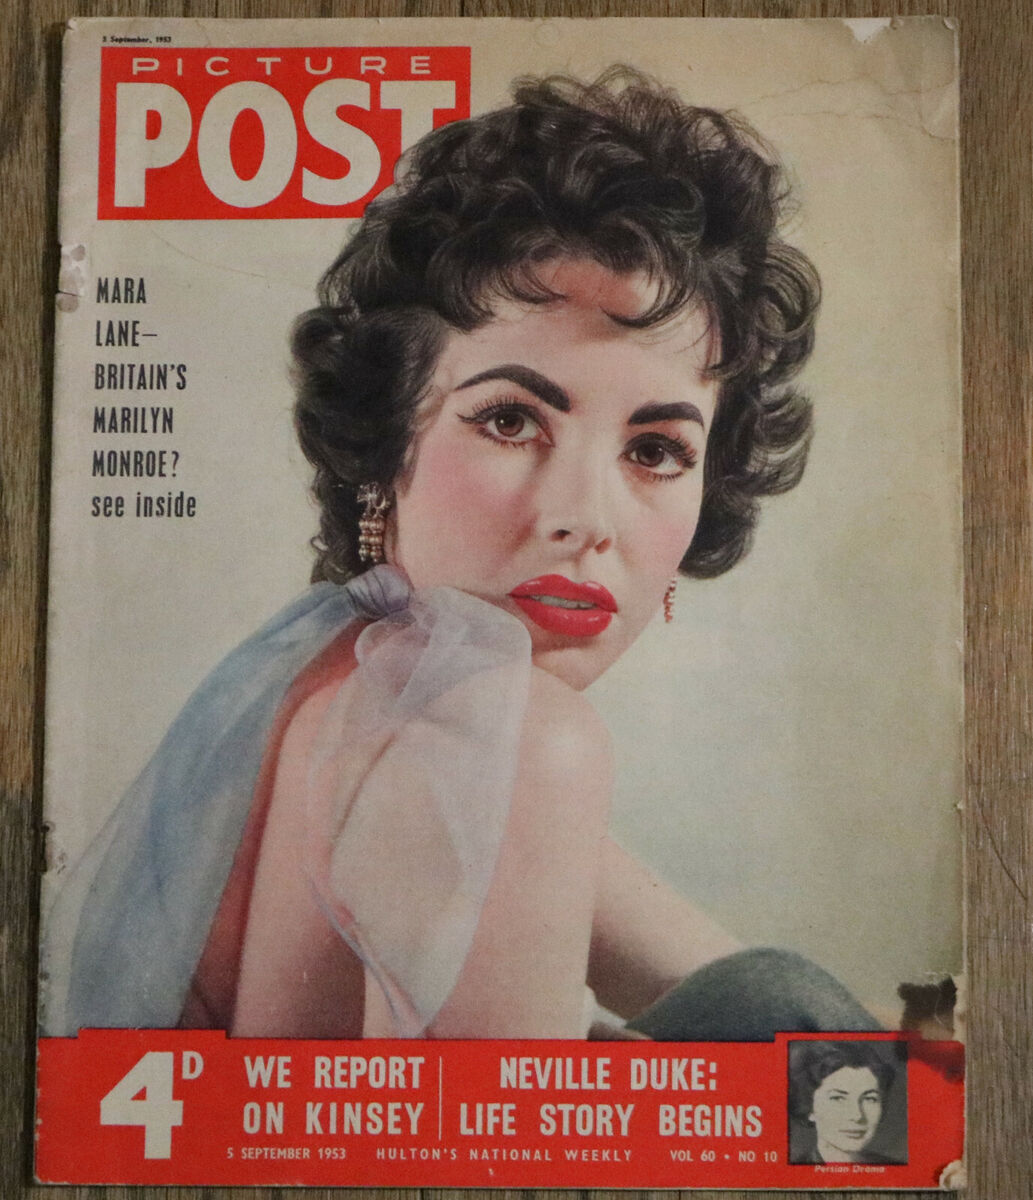 5 September, 1953
PICTURE
POST
MARA
LANE–
BRITAIN'S
MARILYN
MONROE?
see inside
4D
WE REPORT
ON KINSEY
NEVILLE DUKE:
LIFE STORY BEGINS
5 SEPTEMBER 1953 HULTON'S NATIONAL WEEKLY VOL 60 • NO 10
Persian Drama